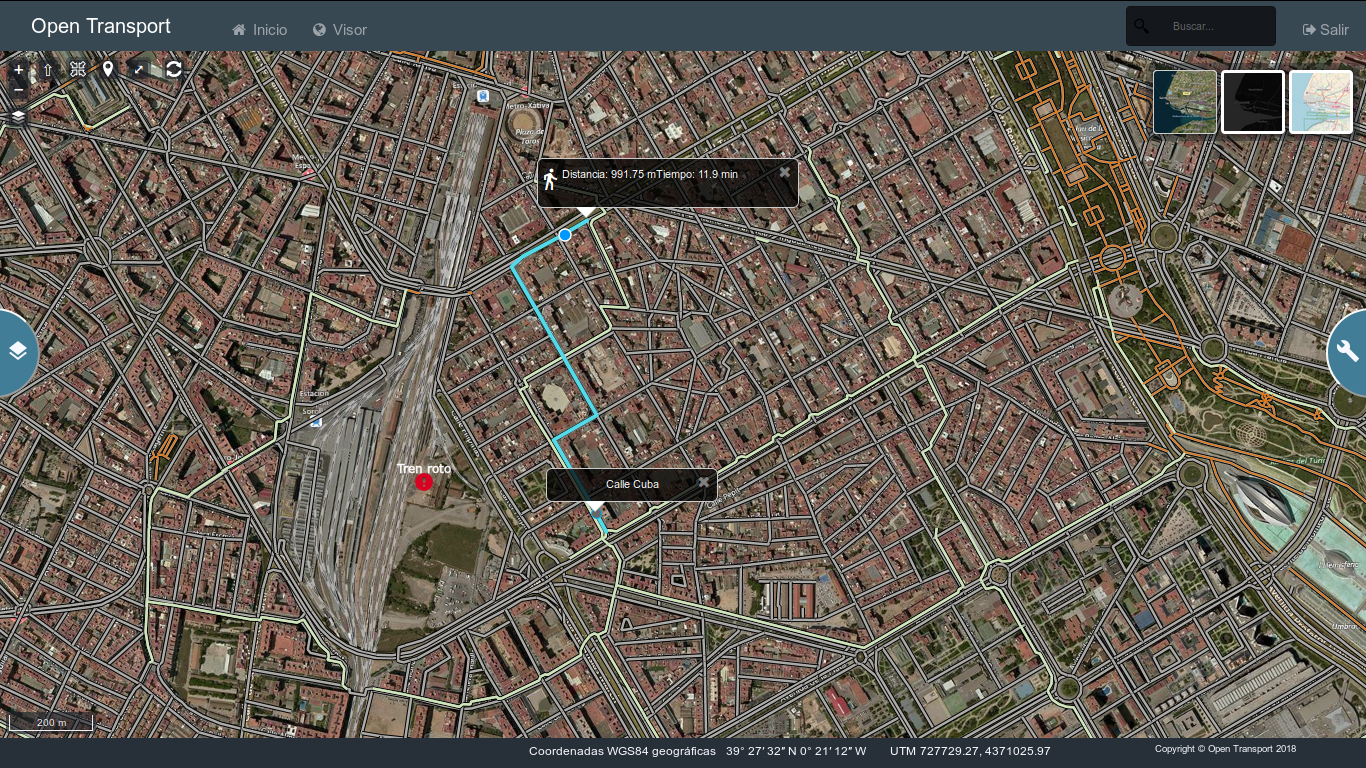 Open Transport
Inicio
Visor
Buscar...
Salir
+
−
Metro-Xàtiva
Plaza de
Toros
Distancia: 991.75 mTiempo: 11.9 min
Estación
Tren roto
Calle Cuba
200 m
Coordenadas WGS84 geográficas 39° 27′ 32″ N 0° 21′ 12″ W UTM 727729.27, 4371025.97
Copyright © Open Transport 2018